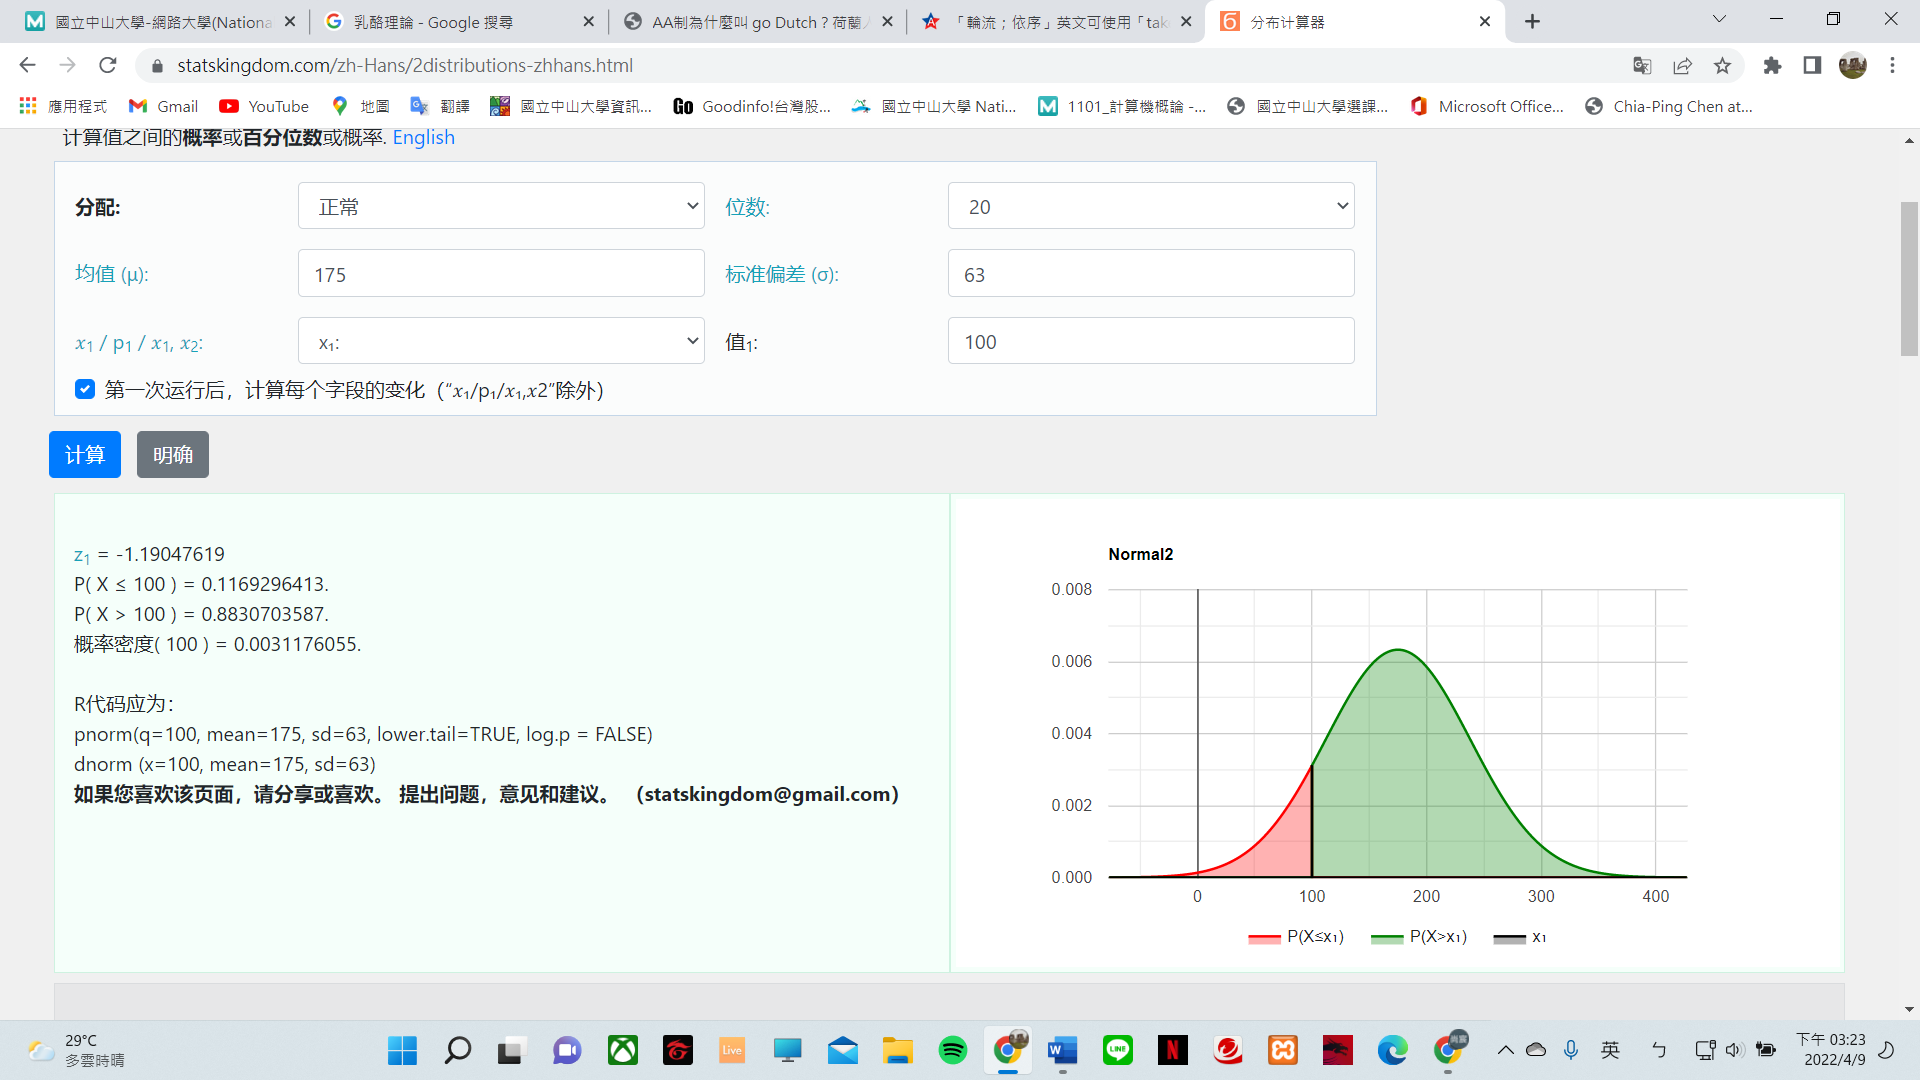 國立中山大學-網路大學(Nationa
乳酪理論 - Google 搜尋
AA制為什麼叫 go Dutch？荷蘭人
「輪流；依序」英文可使用「tak
分布计算器
statskingdom.com/zh-Hans/2distributions-zhhans.html
應用程式
Gmail
YouTube
地圖
翻譯
國立中山大學資訊...
Goodinfo!台灣股...
國立中山大學 Nati...
1101_計算機概論 -...
國立中山大學選課...
Microsoft Office...
Chia-Ping Chen at...
计算值之间的概率或百分位数或概率. English
分配: 正常 位数: 20
均值 (μ): 175 标准偏差 (σ): 63
x₁ / p₁ / x₁, x₂: x₁: 值₁: 100
第一次运行后，计算每个字段的变化（“x₁/p₁/x₁,x2”除外）
计算 明确
z₁ = -1.19047619
P( X ≤ 100 ) = 0.1169296413.
P( X > 100 ) = 0.8830703587.
概率密度( 100 ) = 0.0031176055.
R代码应为：
pnorm(q=100, mean=175, sd=63, lower.tail=TRUE, log.p = FALSE)
dnorm (x=100, mean=175, sd=63)
如果您喜欢该页面，请分享或喜欢。 提出问题，意见和建议。 （statskingdom@gmail.com）
Normal2
0.008
0.006
0.004
0.002
0.000
0 100 200 300 400
P(X≤x₁) P(X>x₁) x₁
29°C
多雲時晴
Live
LINE
英
ㄅ
下午 03:23
2022/4/9